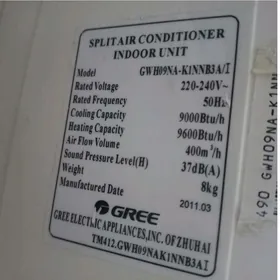 SPLIT AIR CONDITIONER
INDOOR UNIT
Model GWH09NA-K1NNB3A/I
Rated Voltage 220-240V~
Rated Frequency 50Hz
Cooling Capacity 9000Btu/h
Heating Capacity 9600Btu/h
Air Flow Volume 400m³/h
Sound Pressure Level(H) 37dB(A)
Weight 8kg
Manufactured Date 2011.03
GREE
GREE ELECTRIC APPLIANCES,INC. OF ZHUHAI
TM412.GWH09NAK1NNB3AI
490 GWH09NA-K1NN